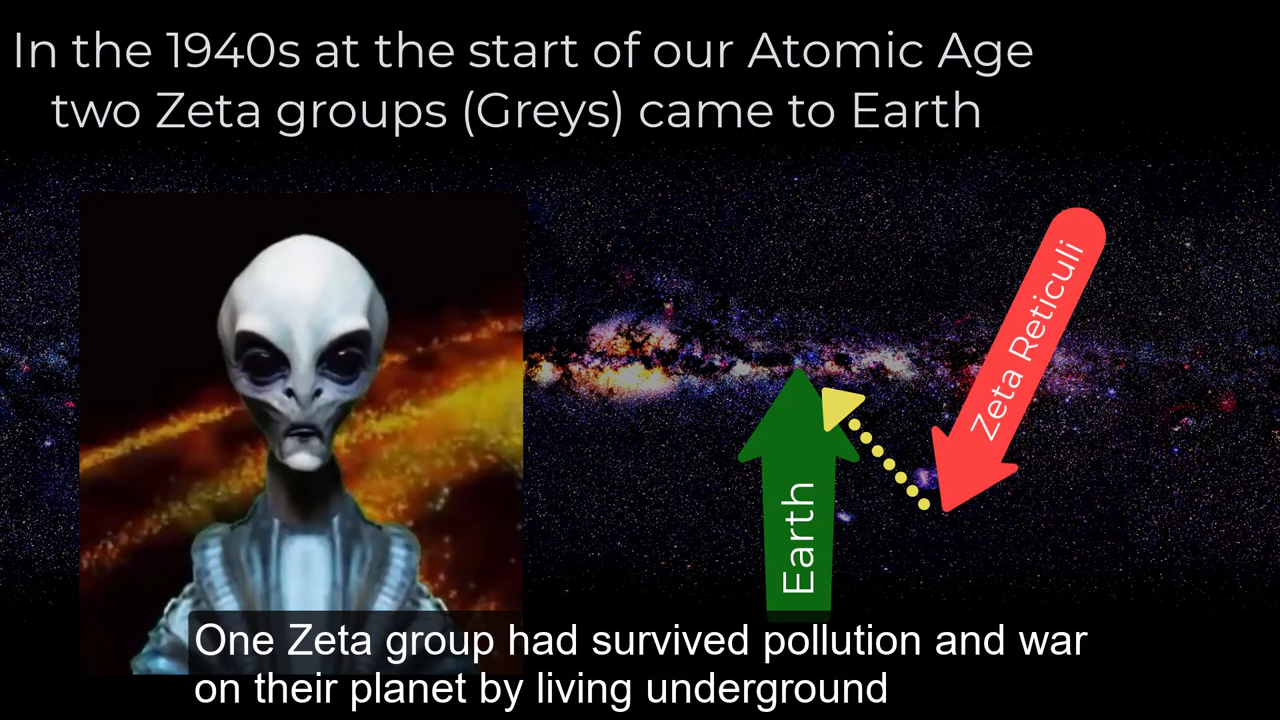 In the 1940s at the start of our Atomic Age
two Zeta groups (Greys) came to Earth
Zeta Reticuli
Earth
One Zeta group had survived pollution and war
on their planet by living underground